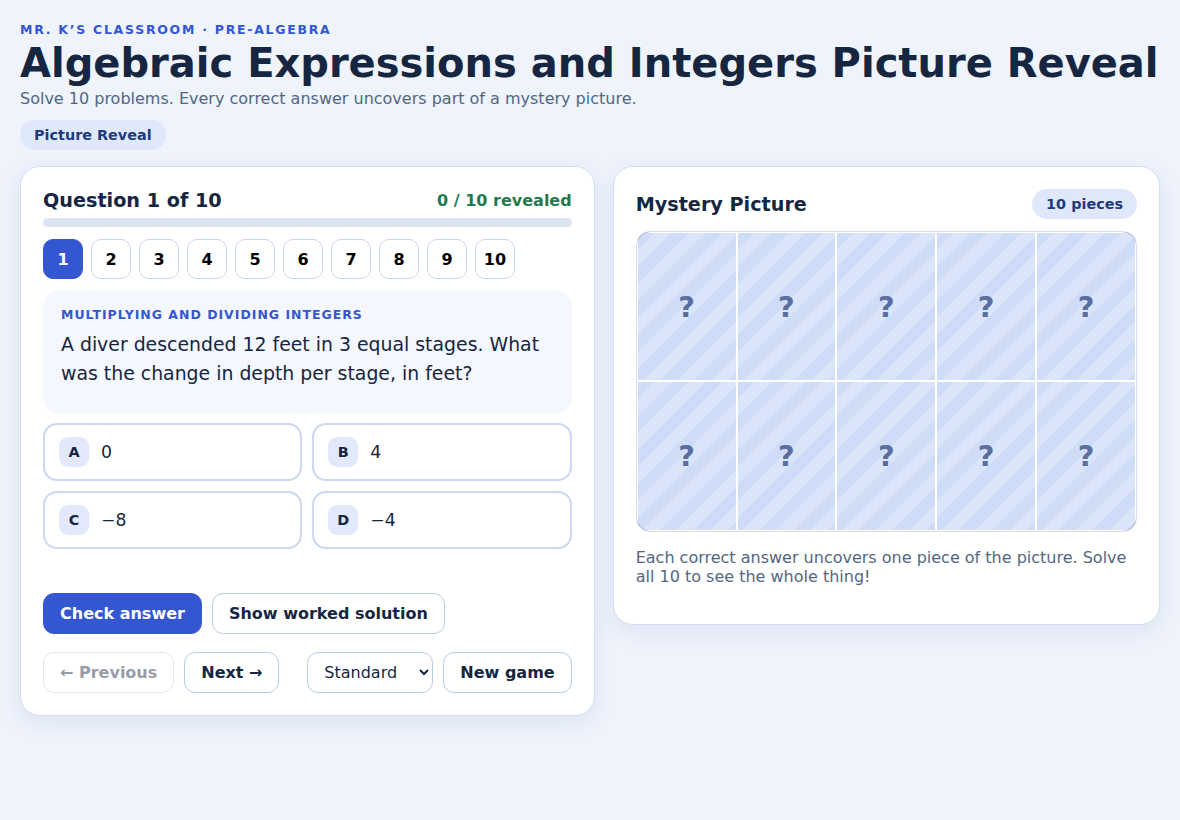 MR. K’S CLASSROOM · PRE-ALGEBRA
Algebraic Expressions and Integers Picture Reveal
Solve 10 problems. Every correct answer uncovers part of a mystery picture.
Picture Reveal
Question 1 of 10
0 / 10 revealed
1 2 3 4 5 6 7 8 9 10
MULTIPLYING AND DIVIDING INTEGERS
A diver descended 12 feet in 3 equal stages. What
was the change in depth per stage, in feet?
A 0
B 4
C −8
D −4
Check answer
Show worked solution
← Previous
Next →
Standard
New game
Mystery Picture
10 pieces
? ? ? ? ?
? ? ? ? ?
Each correct answer uncovers one piece of the picture. Solve
all 10 to see the whole thing!